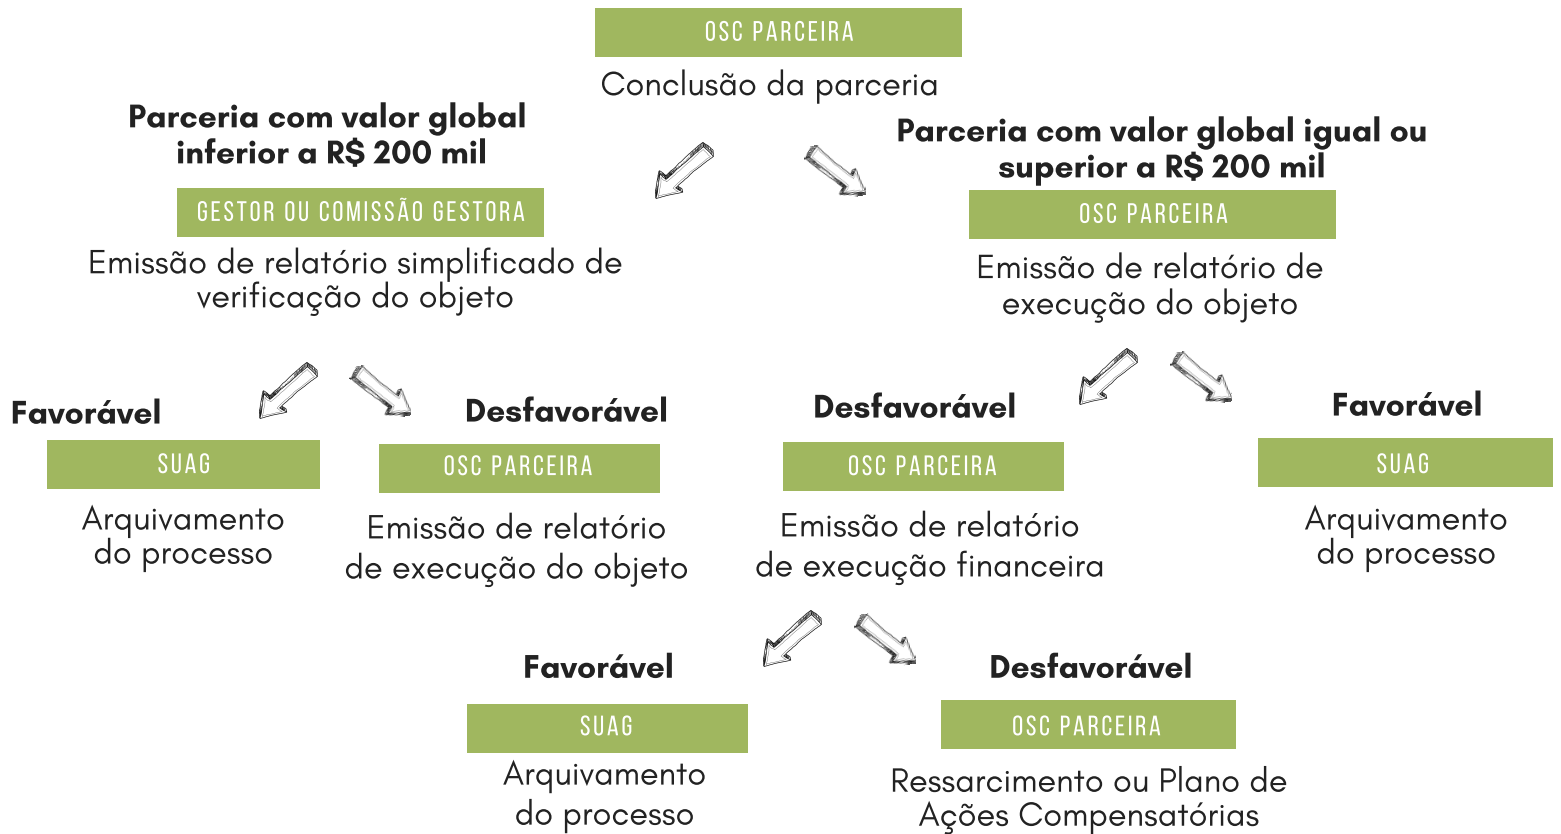 OSC PARCEIRA
Conclusão da parceria
Parceria com valor global
inferior a R$ 200 mil
GESTOR OU COMISSÃO GESTORA
Emissão de relatório simplificado de
verificação do objeto
Parceria com valor global igual ou
superior a R$ 200 mil
OSC PARCEIRA
Emissão de relatório de
execução do objeto
Favorável
SUAG
Arquivamento
do processo
Desfavorável
OSC PARCEIRA
Emissão de relatório
de execução do objeto
Desfavorável
OSC PARCEIRA
Emissão de relatório
de execução financeira
Favorável
SUAG
Arquivamento
do processo
Favorável
SUAG
Arquivamento
do processo
Desfavorável
OSC PARCEIRA
Ressarcimento ou Plano de
Ações Compensatórias